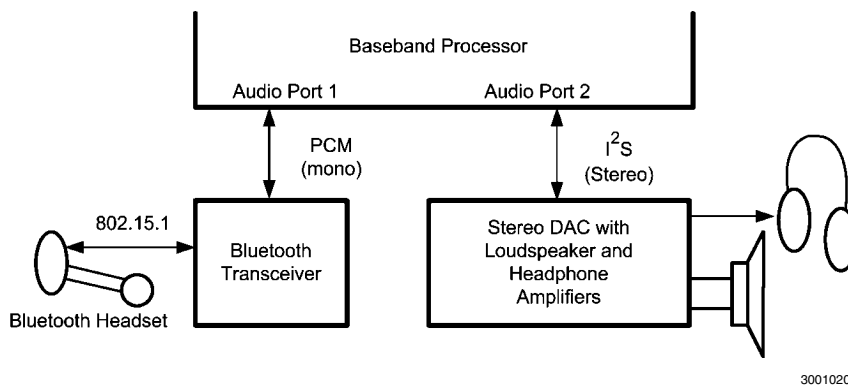 Baseband Processor
Audio Port 1
Audio Port 2
PCM
(mono)
I²S
(Stereo)
802.15.1
Bluetooth
Transceiver
Stereo DAC with
Loudspeaker and
Headphone
Amplifiers
Bluetooth Headset
3001020